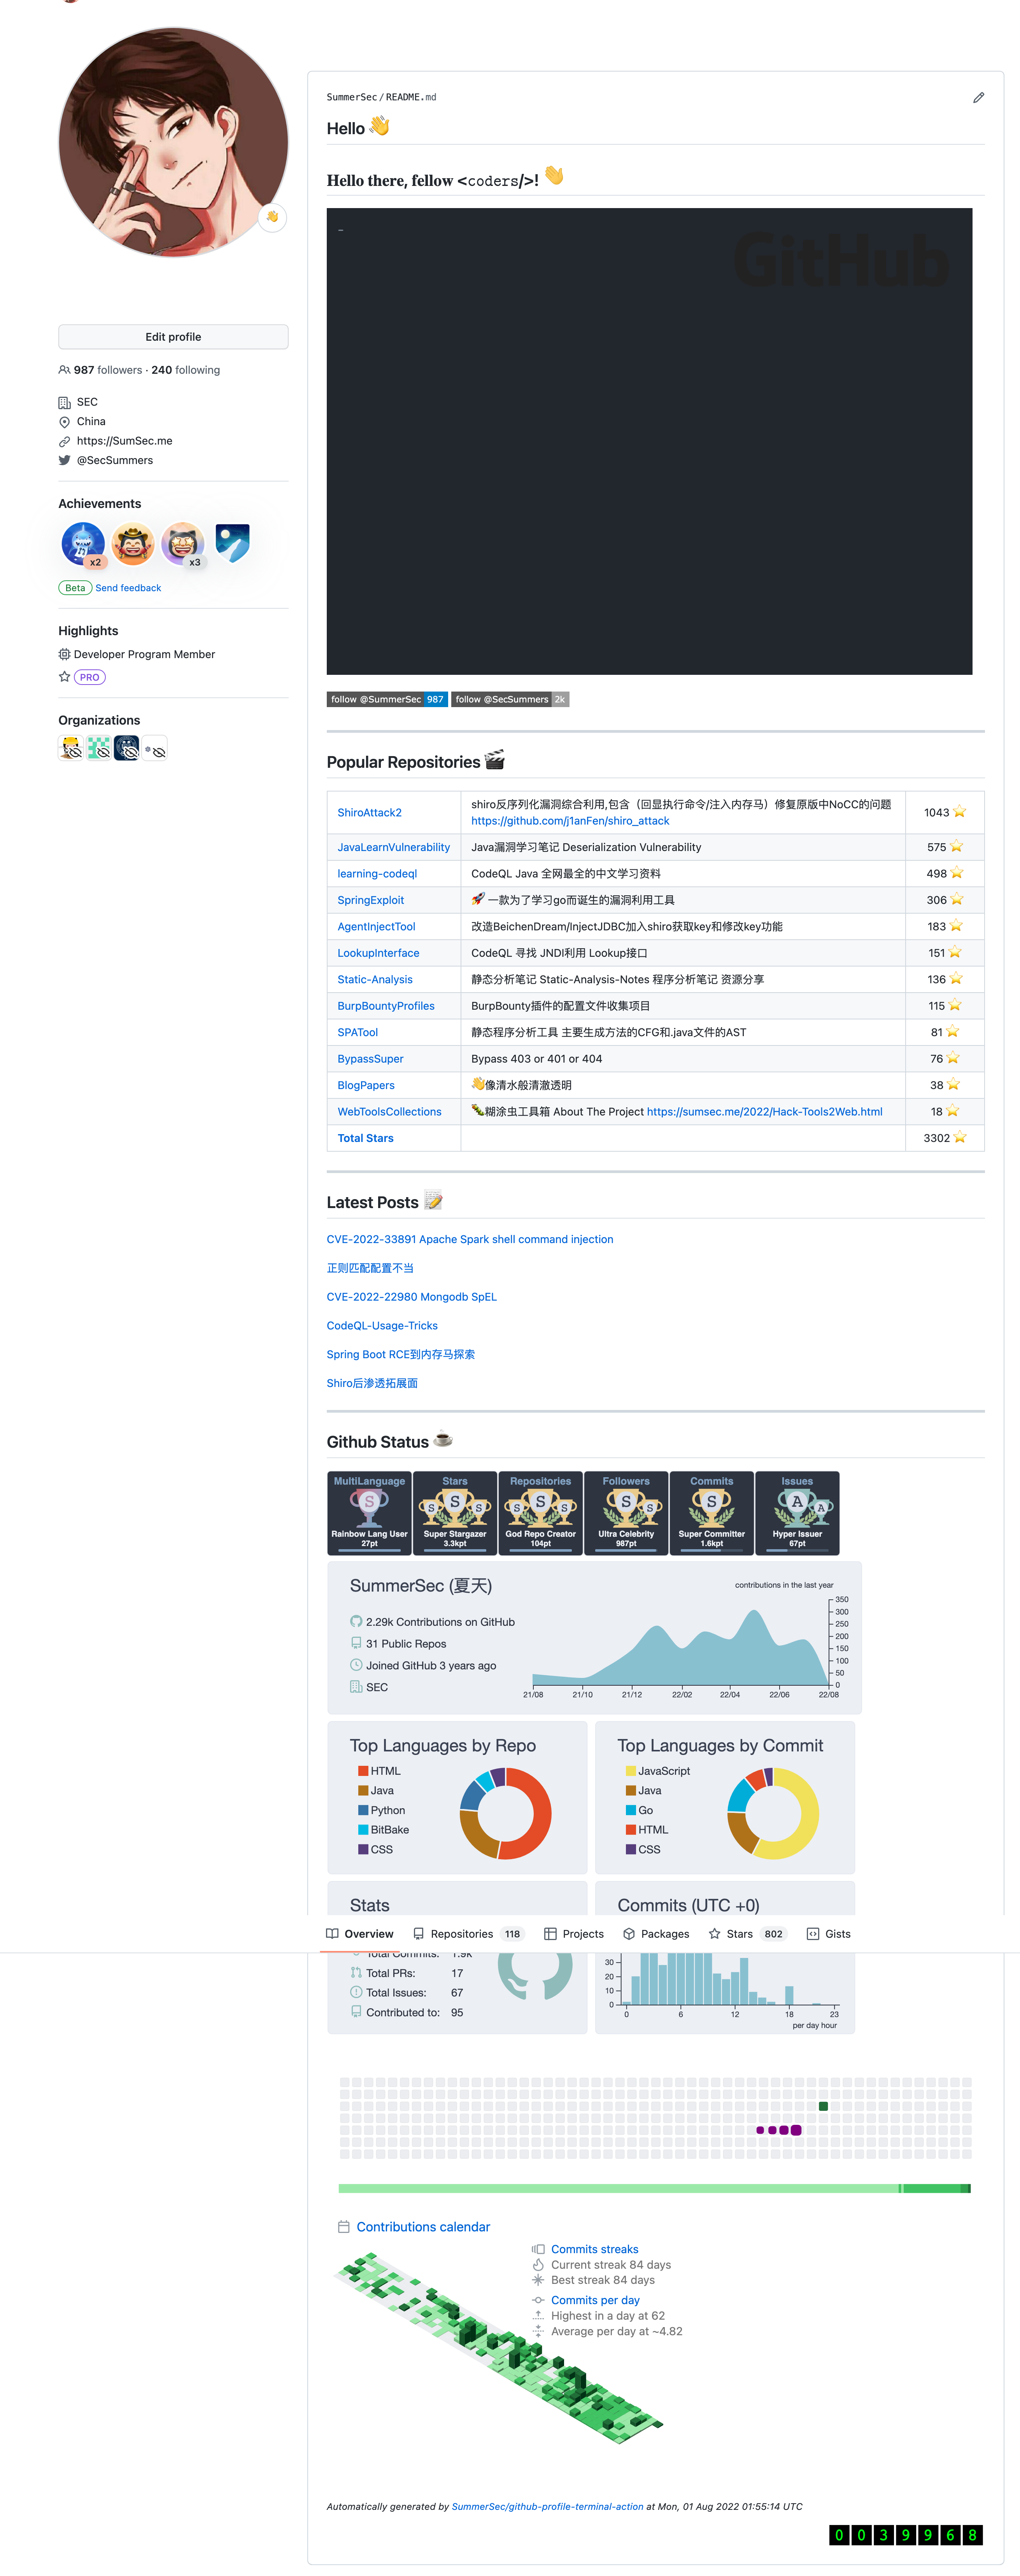 SummerSec / README.md
Hello 👋
Hello there, fellow <coders/>! 👋
GitHub
Edit profile
987 followers · 240 following
SEC
China
https://SumSec.me
@SecSummers
Achievements
x2
x3
Beta Send feedback
Highlights
Developer Program Member
PRO
Organizations
follow @SummerSec 987 follow @SecSummers 2k
Popular Repositories 🎬
ShiroAttack2 shiro反序列化漏洞综合利用,包含（回显执行命令/注入内存马）修复原版中NoCC的问题 1043 ⭐
https://github.com/j1anFen/shiro_attack
JavaLearnVulnerability Java漏洞学习笔记 Deserialization Vulnerability 575 ⭐
learning-codeql CodeQL Java 全网最全的中文学习资料 498 ⭐
SpringExploit 🚀 一款为了学习go而诞生的漏洞利用工具 306 ⭐
AgentInjectTool 改造BeichenDream/InjectJDBC加入shiro获取key和修改key功能 183 ⭐
LookupInterface CodeQL 寻找 JNDI利用 Lookup接口 151 ⭐
Static-Analysis 静态分析笔记 Static-Analysis-Notes 程序分析笔记 资源分享 136 ⭐
BurpBountyProfiles BurpBounty插件的配置文件收集项目 115 ⭐
SPATool 静态程序分析工具 主要生成方法的CFG和.java文件的AST 81 ⭐
BypassSuper Bypass 403 or 401 or 404 76 ⭐
BlogPapers 👋像清水般清澈透明 38 ⭐
WebToolsCollections 🐛糊涂虫工具箱 About The Project https://sumsec.me/2022/Hack-Tools2Web.html 18 ⭐
Total Stars 3302 ⭐
Latest Posts 📝
CVE-2022-33891 Apache Spark shell command injection
正则匹配配置不当
CVE-2022-22980 Mongodb SpEL
CodeQL-Usage-Tricks
Spring Boot RCE到内存马探索
Shiro后渗透拓展面
Github Status ☕
MultiLanguage Stars Repositories Followers Commits Issues
S S S S S S S S S S S S A A A
Rainbow Lang User Super Stargazer God Repo Creator Ultra Celebrity Super Committer Hyper Issuer
27pt 3.3kpt 104pt 987pt 1.6kpt 67pt
SummerSec (夏天)
2.29k Contributions on GitHub
31 Public Repos
Joined GitHub 3 years ago
SEC
contributions in the last year
350
300
250
200
150
100
50
0
21/08 21/10 21/12 22/02 22/04 22/06 22/08
Top Languages by Repo
HTML
Java
Python
BitBake
CSS
Top Languages by Commit
JavaScript
Java
Go
HTML
CSS
Stats
Commits (UTC +0)
Overview Repositories 118 Projects Packages Stars 802 Gists
Total Commits: 1.9k
Total PRs: 17
Total Issues: 67
Contributed to: 95
30
20
10
0
0 6 12 18 23
per day hour
Contributions calendar
Commits streaks
Current streak 84 days
Best streak 84 days
Commits per day
Highest in a day at 62
Average per day at ~4.82
Automatically generated by SummerSec/github-profile-terminal-action at Mon, 01 Aug 2022 01:55:14 UTC
0 0 3 9 9 6 8